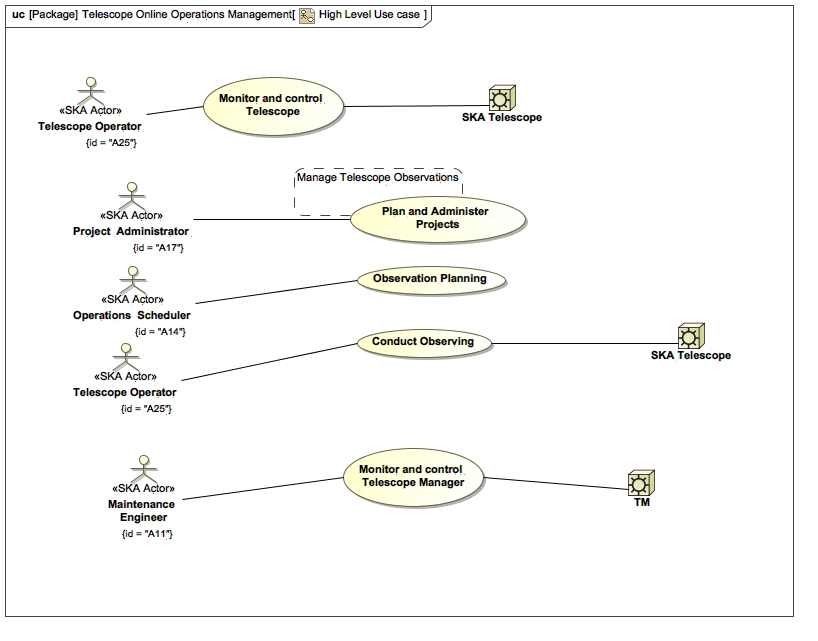 uc [Package] Telescope Online Operations Management[ High Level Use case ]
«SKA Actor»
Telescope Operator
{id = "A25"}
Monitor and control
Telescope
SKA Telescope
Manage Telescope Observations
«SKA Actor»
Project Administrator
{id = "A17"}
Plan and Administer
Projects
«SKA Actor»
Operations Scheduler
{id = "A14"}
Observation Planning
«SKA Actor»
Telescope Operator
{id = "A25"}
Conduct Observing
SKA Telescope
«SKA Actor»
Maintenance
Engineer
{id = "A11"}
Monitor and control
Telescope Manager
TM